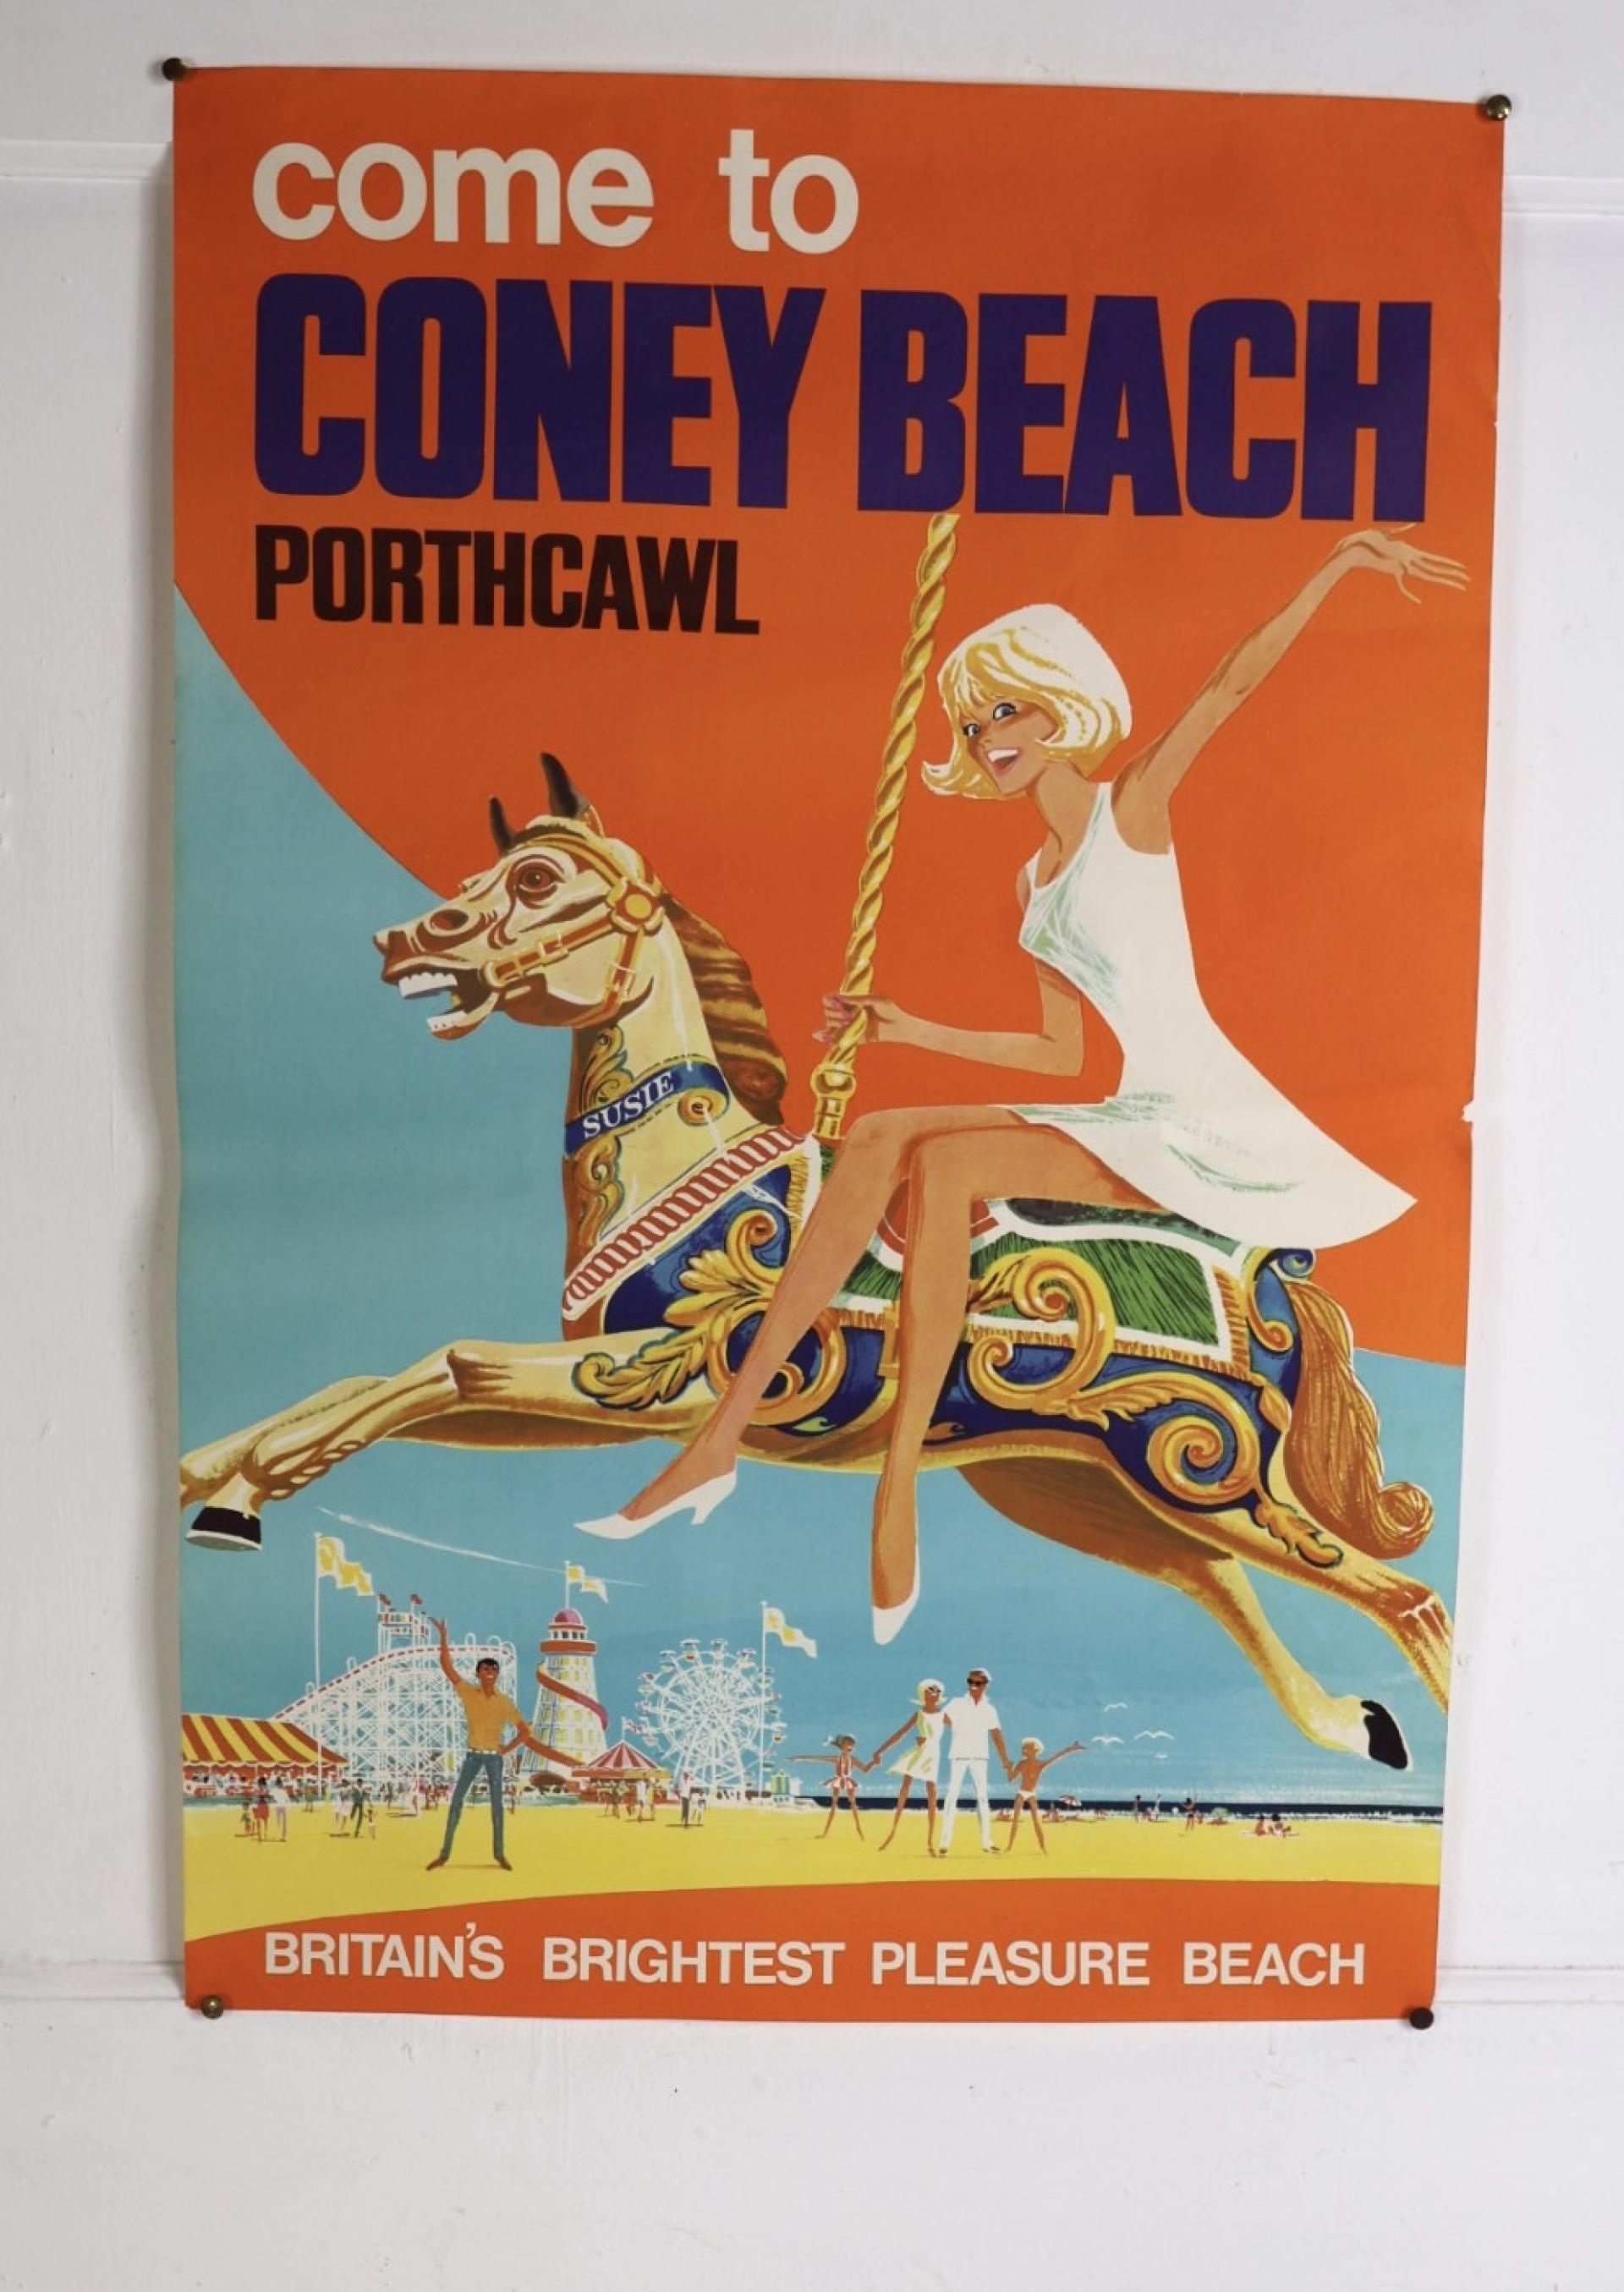 come to
CONEY BEACH
PORTHCAWL
SUSIE
BRITAIN'S BRIGHTEST PLEASURE BEACH